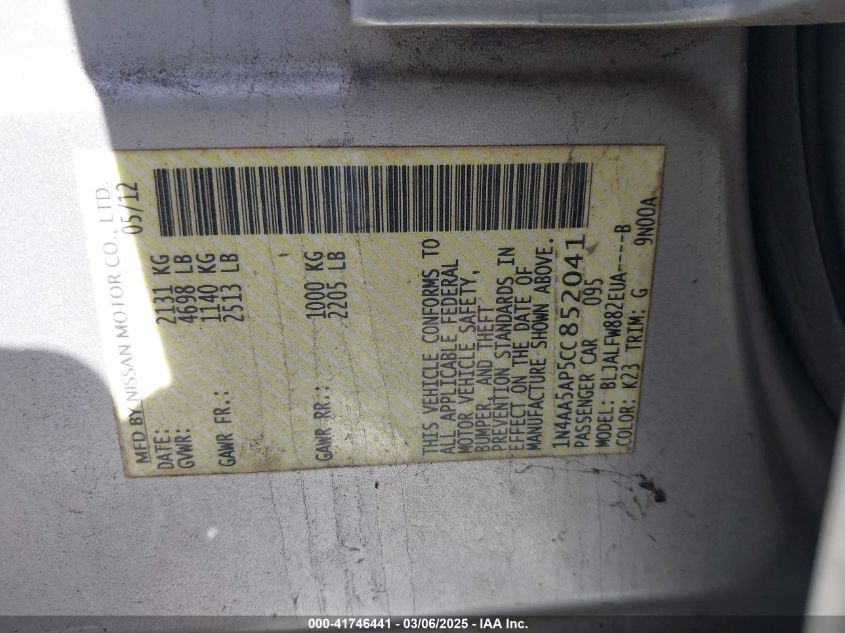 MFD BY NISSAN MOTOR CO., LTD.
DATE: 05/12
GVWR: 2131 KG
4698 LB
GAWR FR.: 1140 KG
2513 LB
GAWR RR.: 1000 KG
2205 LB
THIS VEHICLE CONFORMS TO
ALL APPLICABLE FEDERAL
MOTOR VEHICLE SAFETY,
BUMPER, AND THEFT
PREVENTION STANDARDS IN
EFFECT ON THE DATE OF
MANUFACTURE SHOWN ABOVE.
1N4AA5AP5CC852041
PASSENGER CAR 095
MODEL: BLJALFW882EUA----B
COLOR: K23 TRIM: G 9N00A
000-41746441 - 03/06/2025 - IAA Inc.